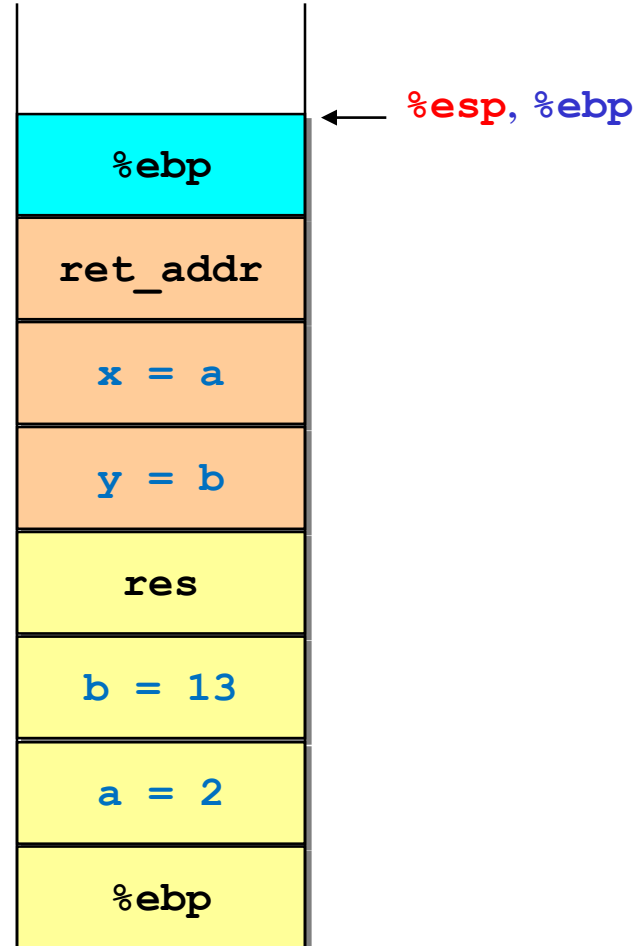 %esp, %ebp
%ebp
ret_addr
x = a
y = b
res
b = 13
a = 2
%ebp